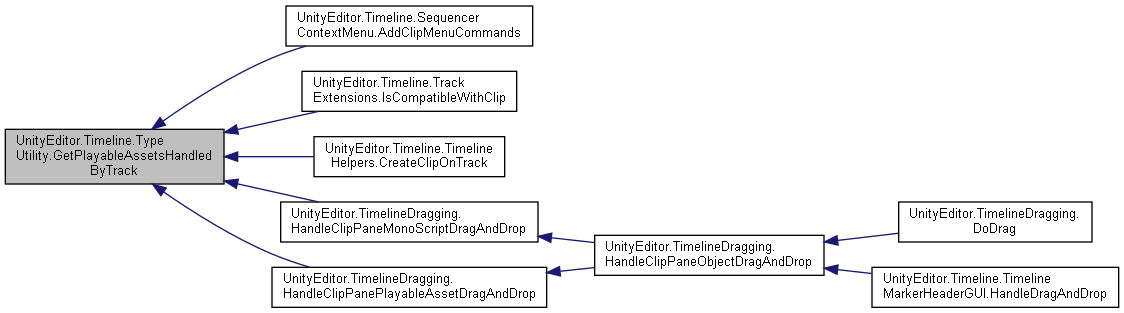 UnityEditor.Timeline.Sequencer
ContextMenu.AddClipMenuCommands
UnityEditor.Timeline.Track
Extensions.IsCompatibleWithClip
UnityEditor.Timeline.Type
Utility.GetPlayableAssetsHandled
ByTrack
UnityEditor.Timeline.Timeline
Helpers.CreateClipOnTrack
UnityEditor.TimelineDragging.
HandleClipPaneMonoScriptDragAndDrop
UnityEditor.TimelineDragging.
HandleClipPanePlayableAssetDragAndDrop
UnityEditor.TimelineDragging.
HandleClipPaneObjectDragAndDrop
UnityEditor.TimelineDragging.
DoDrag
UnityEditor.Timeline.Timeline
MarkerHeaderGUI.HandleDragAndDrop